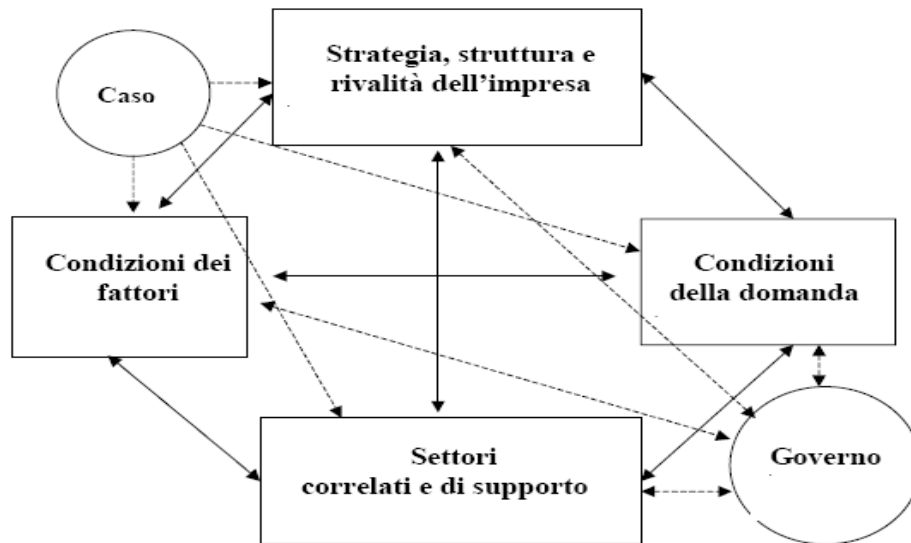 Strategia, struttura e
rivalità dell'impresa
Caso
Condizioni dei
fattori
Condizioni
della domanda
Settori
correlati e di supporto
Governo